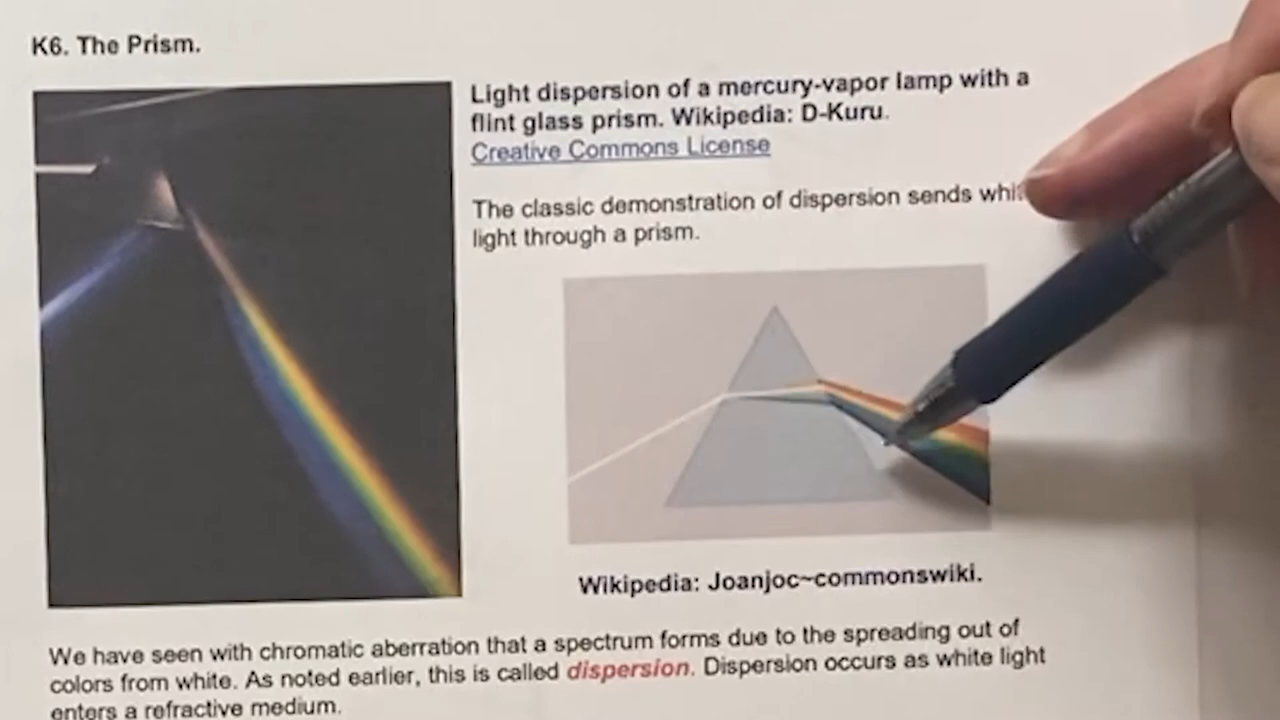 K6. The Prism.
Light dispersion of a mercury-vapor lamp with a
flint glass prism. Wikipedia: D-Kuru.
Creative Commons License
The classic demonstration of dispersion sends
light through a prism.
Wikipedia: Joanjoc~commonswiki.
We have seen with chromatic aberration that a spectrum forms due to the spreading out of
colors from white. As noted earlier, this is called dispersion. Dispersion occurs as white light
enters a refractive medium.